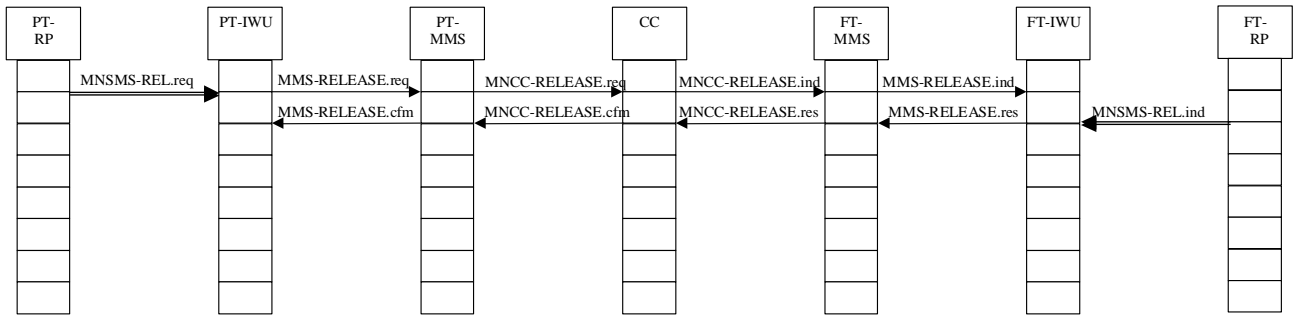 PT-
RP
PT-IWU
PT-
MMS
CC
FT-
MMS
FT-IWU
FT-
RP
MNSMS-REL.req
MMS-RELEASE.req
MNCC-RELEASE.req
MNCC-RELEASE.ind
MMS-RELEASE.ind
MMS-RELEASE.cfm
MNCC-RELEASE.cfm
MNCC-RELEASE.res
MMS-RELEASE.res
MNSMS-REL.ind